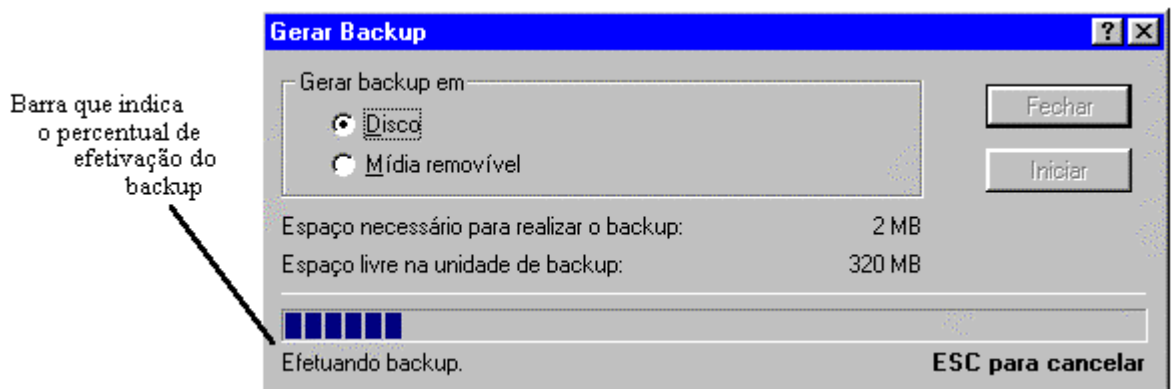 Barra que indica
o percentual de
efetivação do
backup
Gerar Backup
Gerar backup em
Disco
Mídia removível
Fechar
Iniciar
Espaço necessário para realizar o backup: 2 MB
Espaço livre na unidade de backup: 320 MB
Efetuando backup. ESC para cancelar